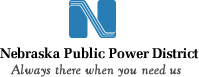 Nebraska Public Power District
Always there when you need us